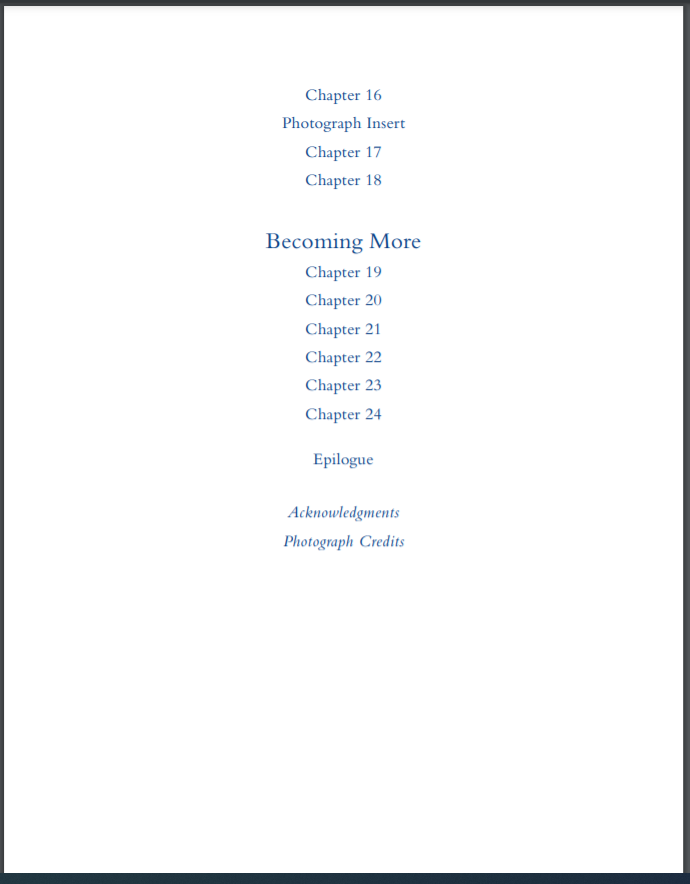 Chapter 16
Photograph Insert
Chapter 17
Chapter 18
Becoming More
Chapter 19
Chapter 20
Chapter 21
Chapter 22
Chapter 23
Chapter 24
Epilogue
Acknowledgments
Photograph Credits